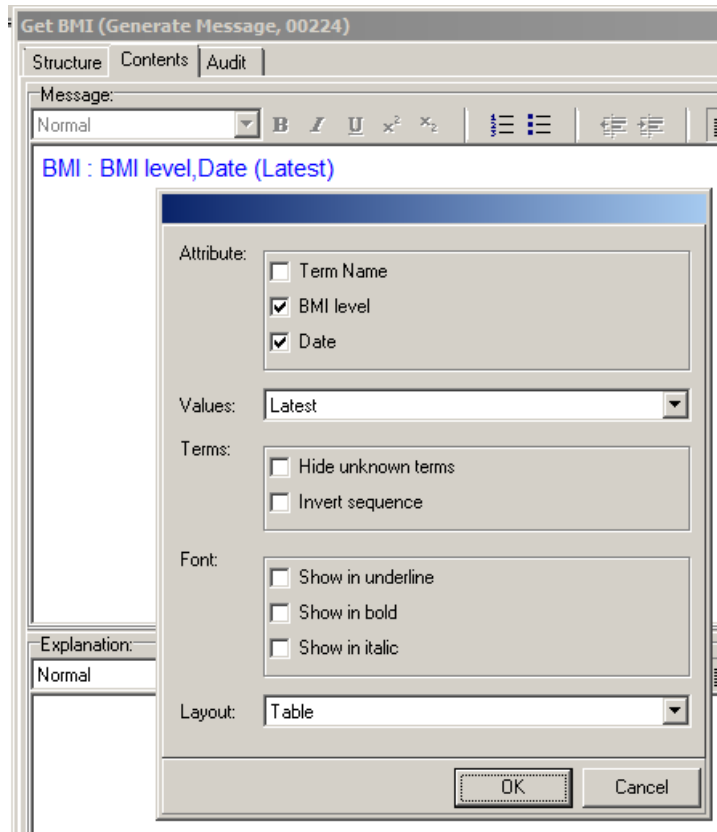 Get BMI (Generate Message, 00224)
Structure Contents Audit
Message:
Normal B I U x² ×₂
BMI : BMI level,Date (Latest)
Attribute:
Term Name
BMI level
Date
Values: Latest
Terms:
Hide unknown terms
Invert sequence
Font:
Show in underline
Show in bold
Show in italic
Explanation:
Normal
Layout: Table
OK Cancel